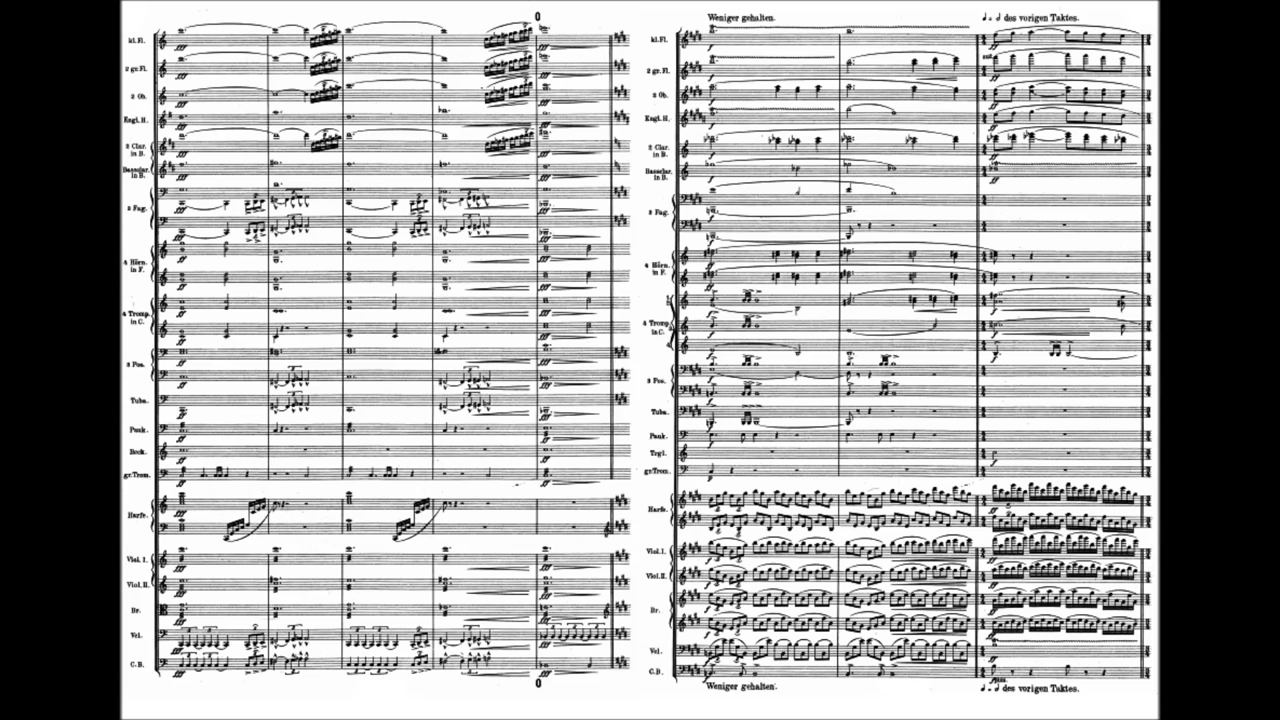 O
kl. Fl.
2 gr. Fl.
2 Ob.
Engl. H.
2 Clar.
in B.
Bassclar.
in B.
3 Fag.
4 Hörn.
in F.
4 Tromp.
in C.
3 Pos.
Tuba.
Pauk.
Beck.
gr. Trom.
Harfe.
Viol. I.
Viol. II.
Br.
Vcl.
C.B.
O
Weniger gehalten.
des vorigen Taktes.
kl. Fl.
2 gr. Fl.
2 Ob.
Engl. H.
2 Clar.
in B.
Bassclar.
in B.
3 Fag.
4 Hörn.
in F.
4 Tromp.
in C.
3 Pos.
Tuba.
Pauk.
Trgl.
gr. Trom.
Harfe.
Viol. I.
Viol. II.
Br.
Vcl.
C.B.
Weniger gehalten.
des vorigen Taktes.